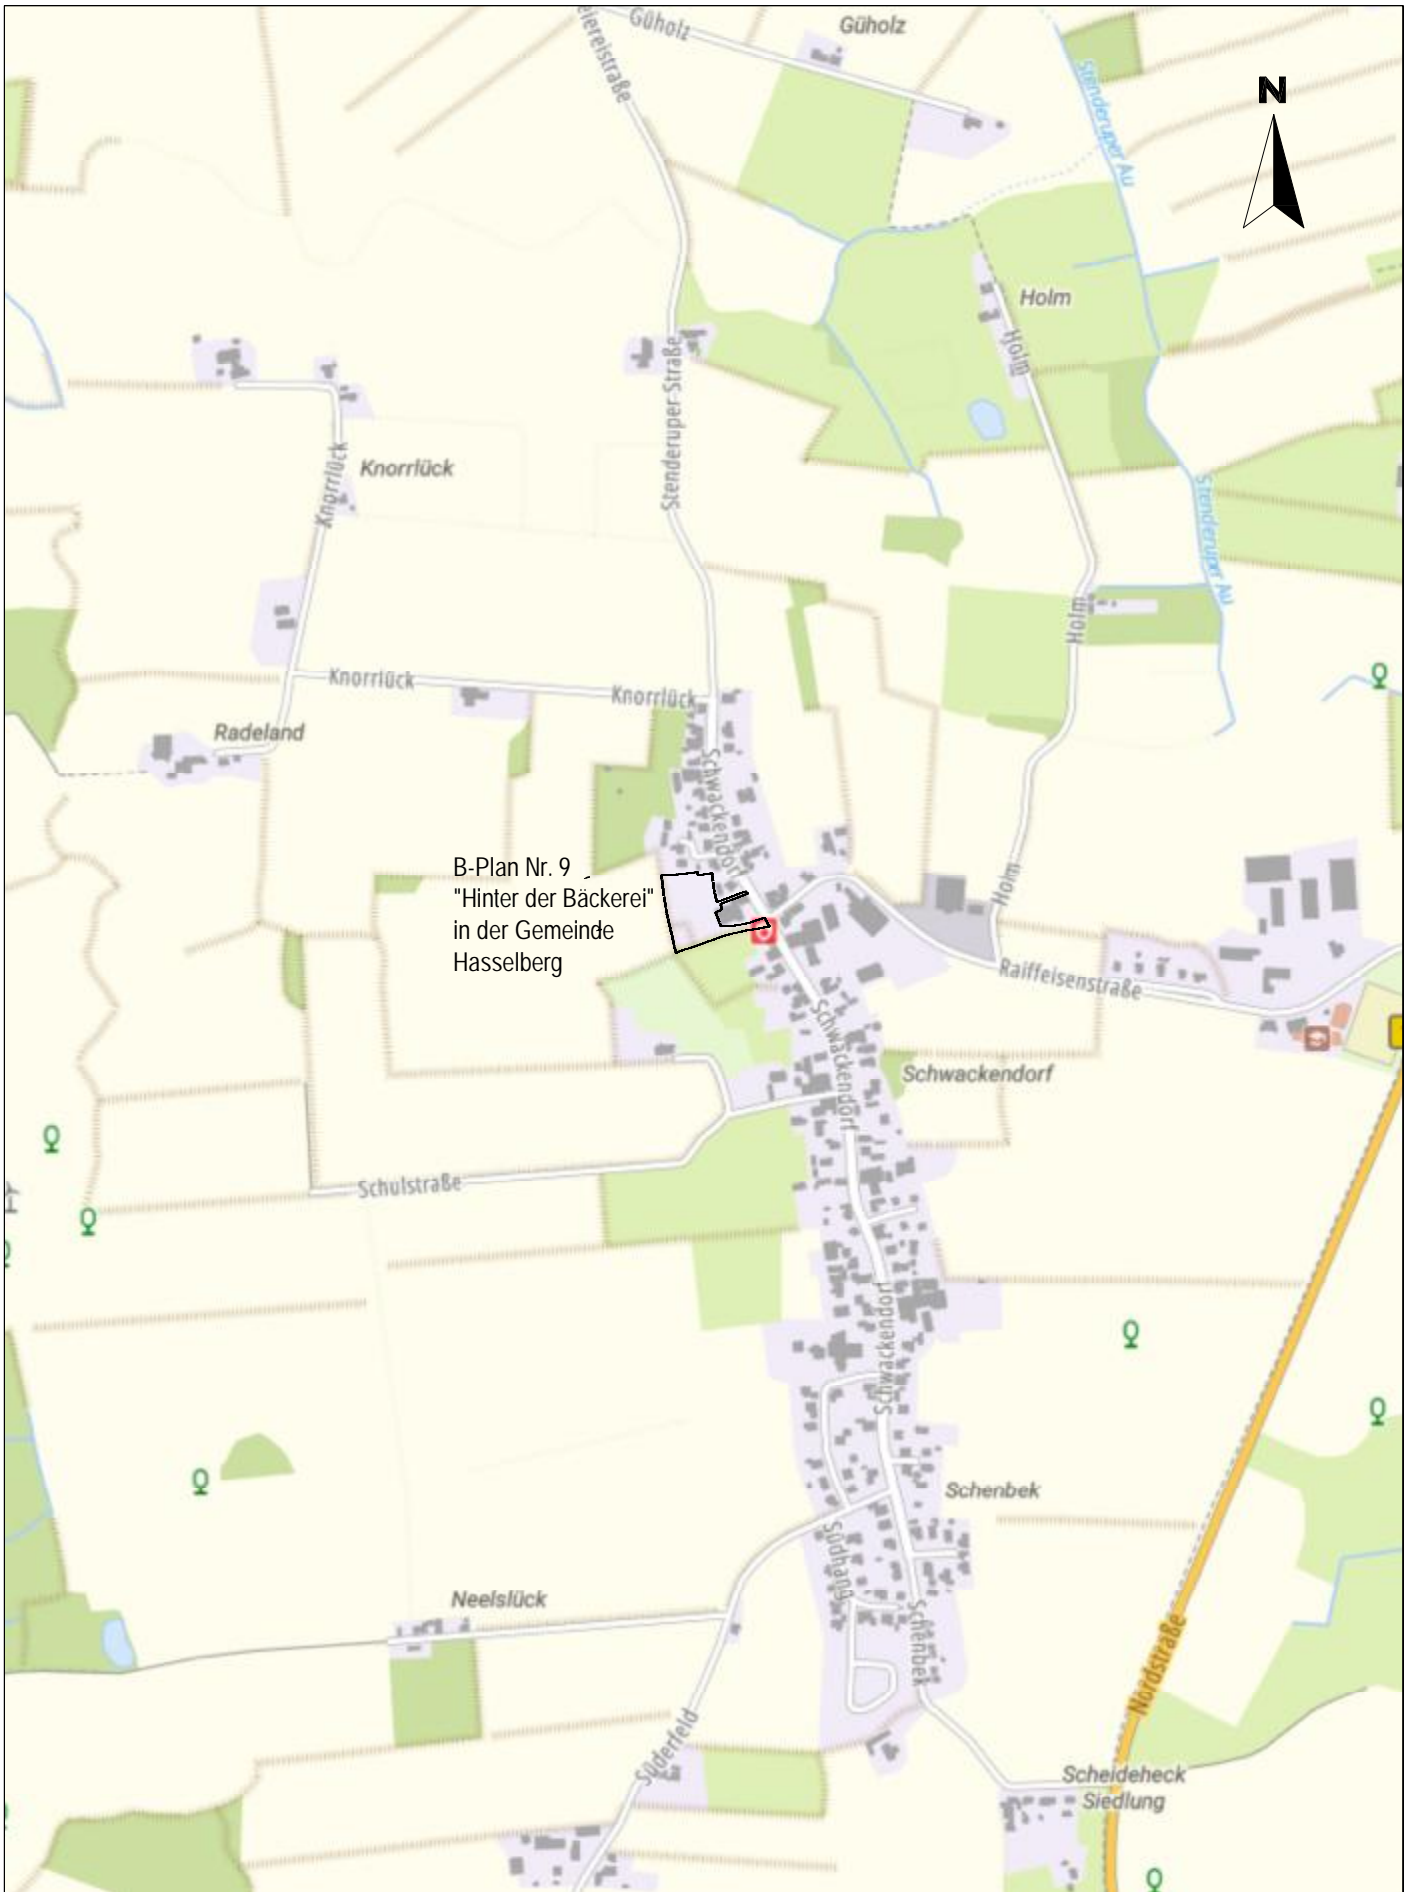 eiereistraße
Güholz
Güholz
Stenderuper Au
N
Holm
Holm
Stenderuper Straße
Knorrlück
Knorrlück
Stenderuper Au
Holm
Knorrlück
Knorrlück
Radeland
Schwackendorf
B-Plan Nr. 9
"Hinter der Bäckerei"
in der Gemeinde
Hasselberg
Holm
Raiffeisenstraße
Schwackendorf
Schwackendorf
Schulstraße
Schwackendorf
Schenbek
Südhang
Neelslück
Schenbek
Nordstraße
Süderfeld
Scheideheck
Siedlung